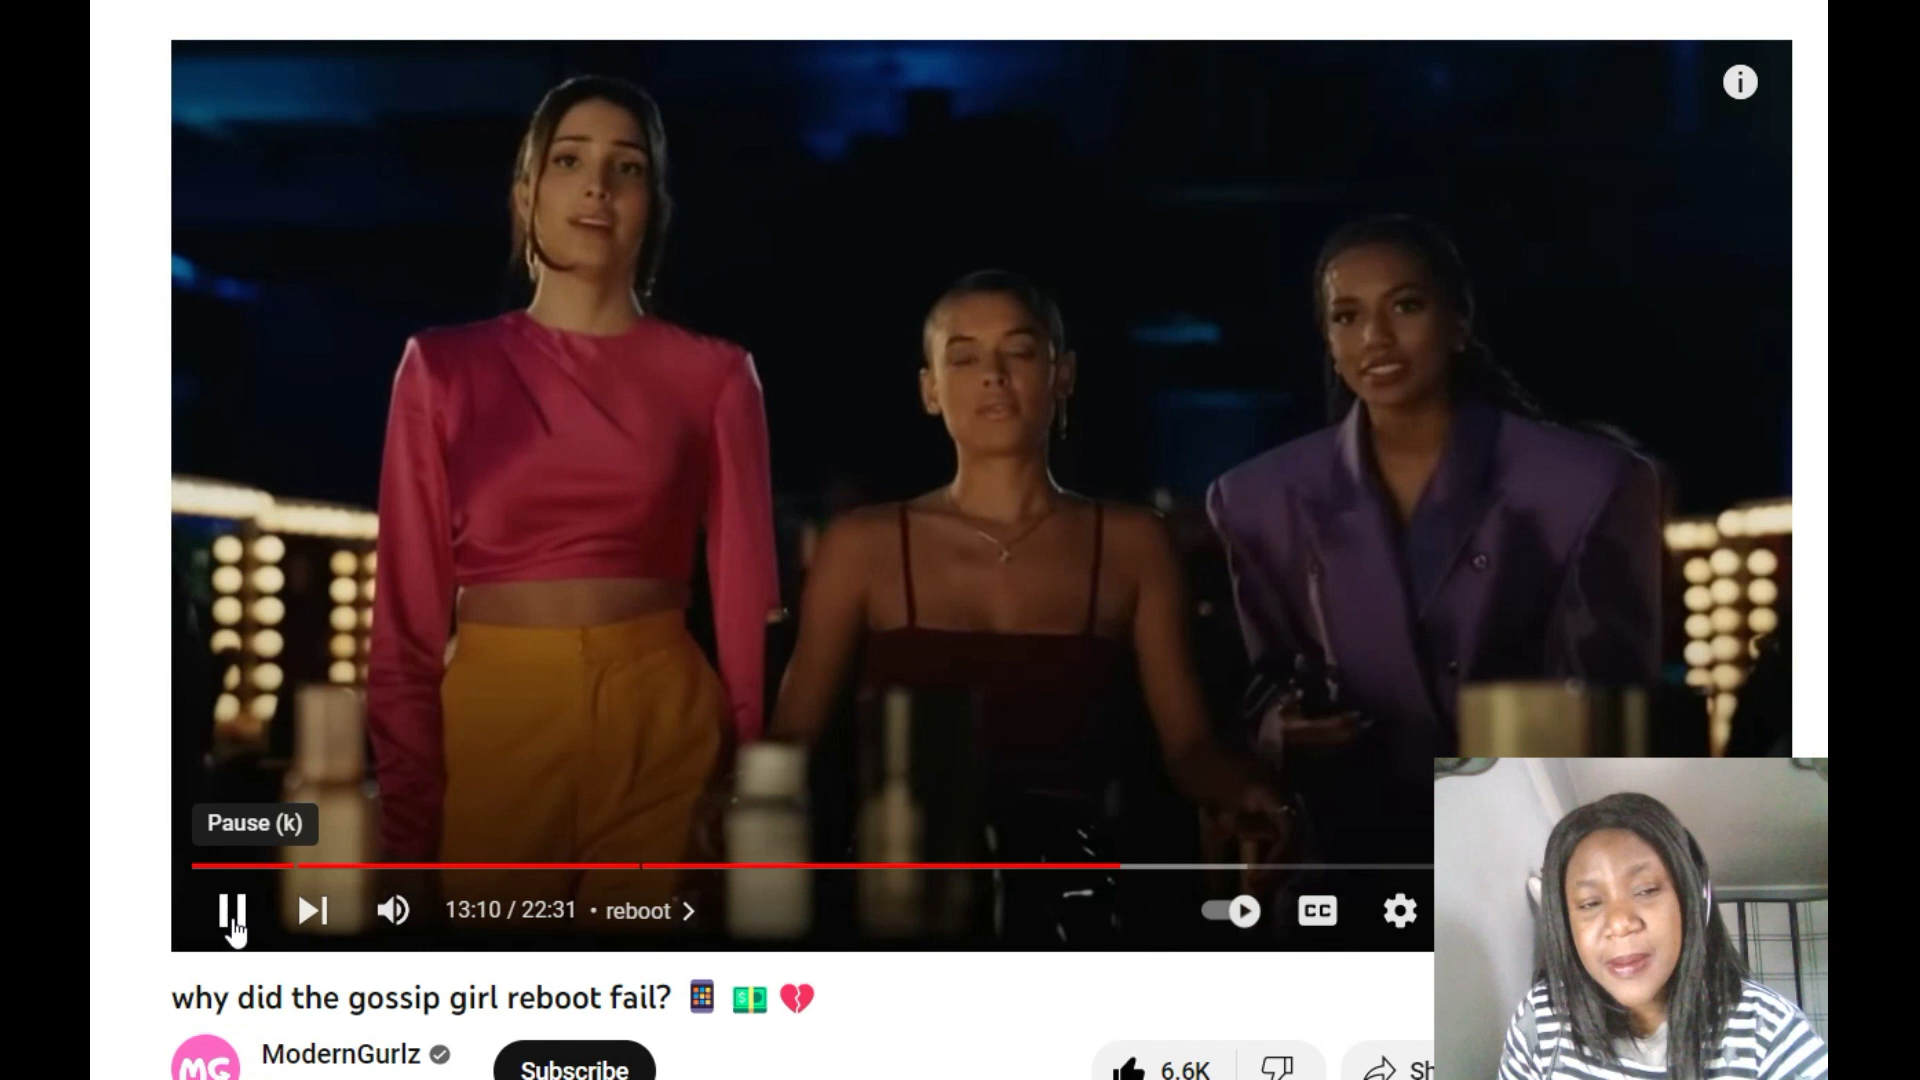 i
Pause (k)
13:10 / 22:31 • reboot
CC
why did the gossip girl reboot fail? 📱 💵 💔
MG
ModernGurlz
Subscribe
6.6K
Sh